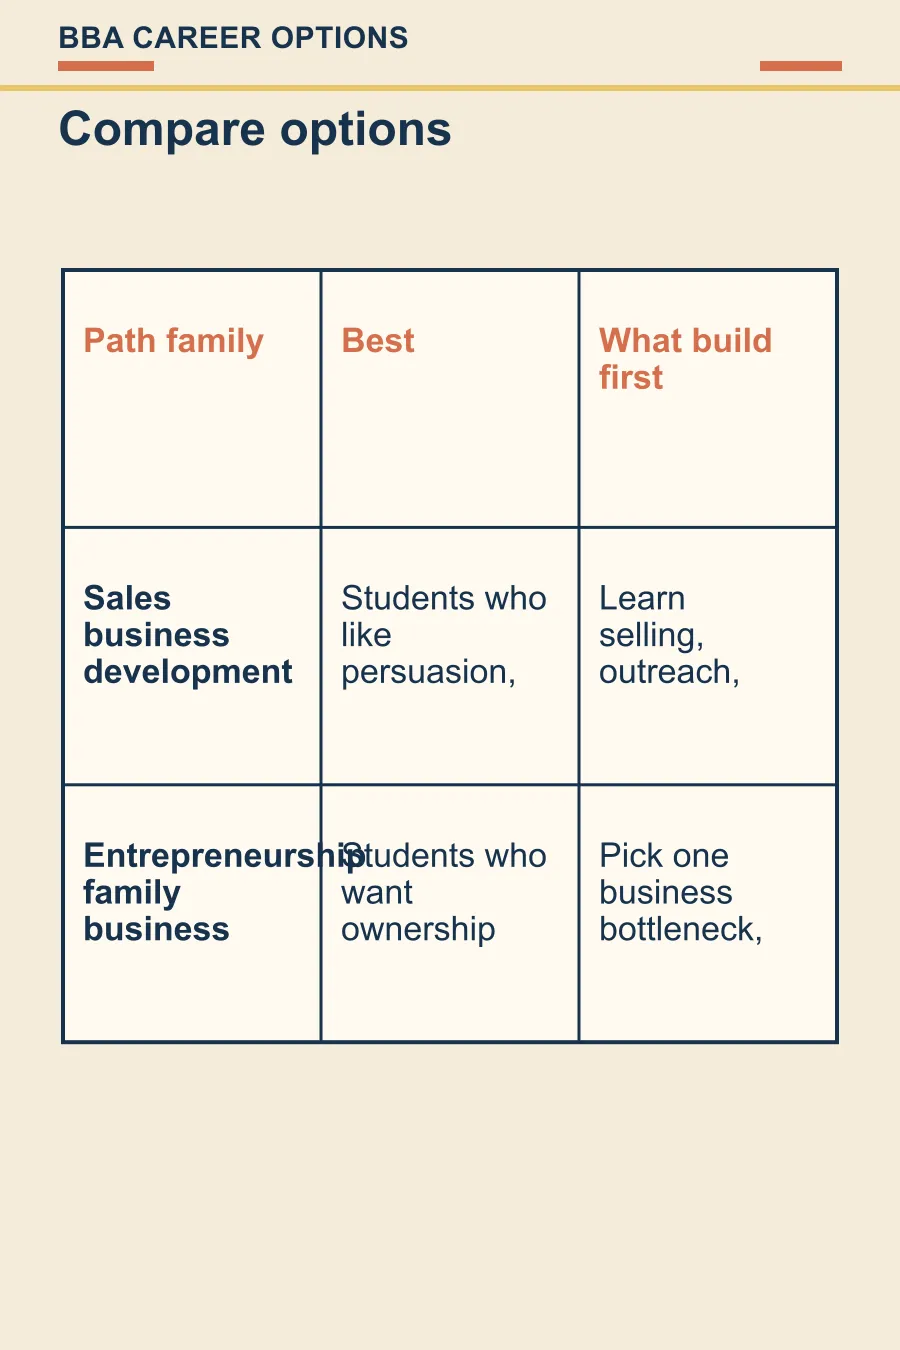 BBA CAREER OPTIONS
Compare options
Path family
Best
What build
first
Sales
business
development
Students who
like
persuasion,
Learn
selling,
outreach,
Entrepreneurship
family
business
Students who
want
ownership
Pick one
business
bottleneck,